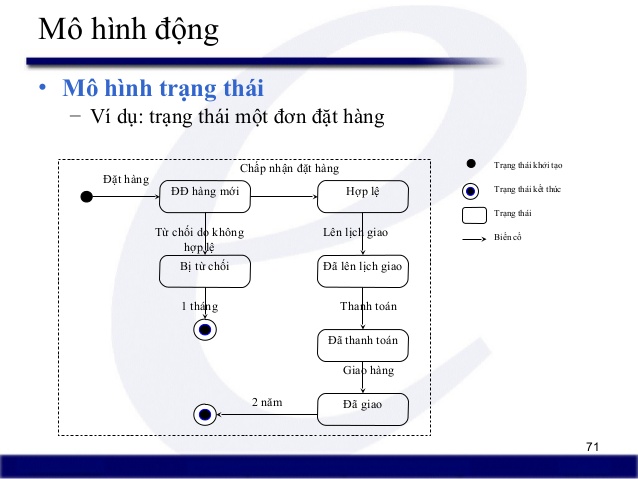 Mô hình động
• Mô hình trạng thái
– Ví dụ: trạng thái một đơn đặt hàng
Chấp nhận đặt hàng
Đặt hàng
ĐĐ hàng mới
Hợp lệ
Từ chối do không
hợp lệ
Lên lịch giao
Bị từ chối
Đã lên lịch giao
1 tháng
Thanh toán
Đã thanh toán
Giao hàng
2 năm
Đã giao
Trạng thái khởi tạo
Trạng thái kết thúc
Trạng thái
Biến cố
71